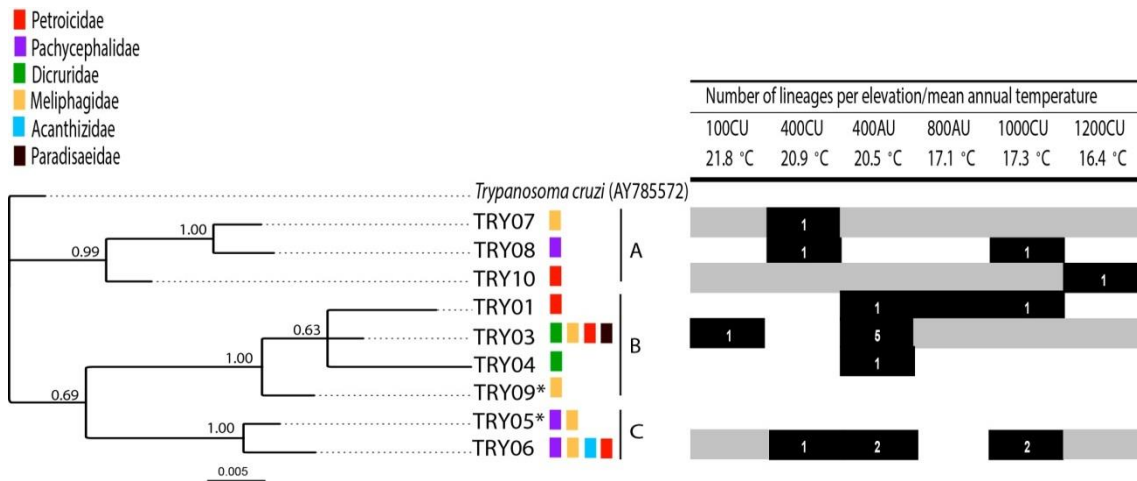 Petroicidae
Pachycephalidae
Dicruridae
Meliphagidae
Acanthizidae
Paradisaeidae
Number of lineages per elevation/mean annual temperature
100CU 400CU 400AU 800AU 1000CU 1200CU
21.8 °C 20.9 °C 20.5 °C 17.1 °C 17.3 °C 16.4 °C
Trypanosoma cruzi (AY785572)
TRY07 1
1.00
TRY08 A 1 1
0.99
TRY10 1
TRY01 1 1
0.63
TRY03 1 5
B
1.00
TRY04 1
TRY09*
0.69
TRY05*
1.00 C
TRY06 1 2 2
0.005